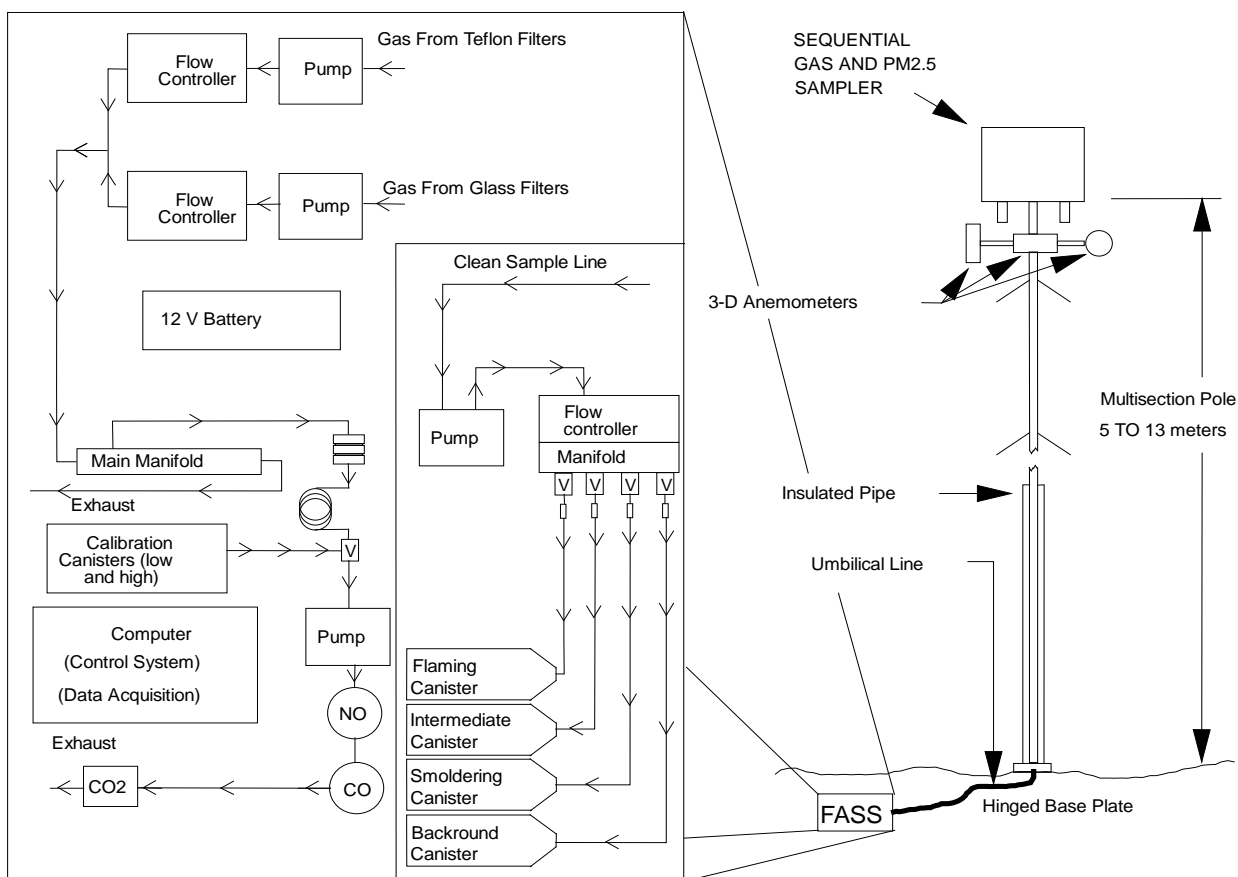 Gas From Teflon Filters
Flow
Controller
Pump
Gas From Glass Filters
Flow
Controller
Pump
12 V Battery
Main Manifold
Exhaust
Calibration
Canisters (low
and high)
V
Computer
(Control System)
(Data Acquisition)
Pump
NO
CO
CO2
Exhaust
Clean Sample Line
Pump
Flow
controller
Manifold
V
V
V
V
Flaming
Canister
Intermediate
Canister
Smoldering
Canister
Backround
Canister
SEQUENTIAL
GAS AND PM2.5
SAMPLER
3-D Anemometers
Multisection Pole
5 TO 13 meters
Insulated Pipe
Umbilical Line
FASS
Hinged Base Plate